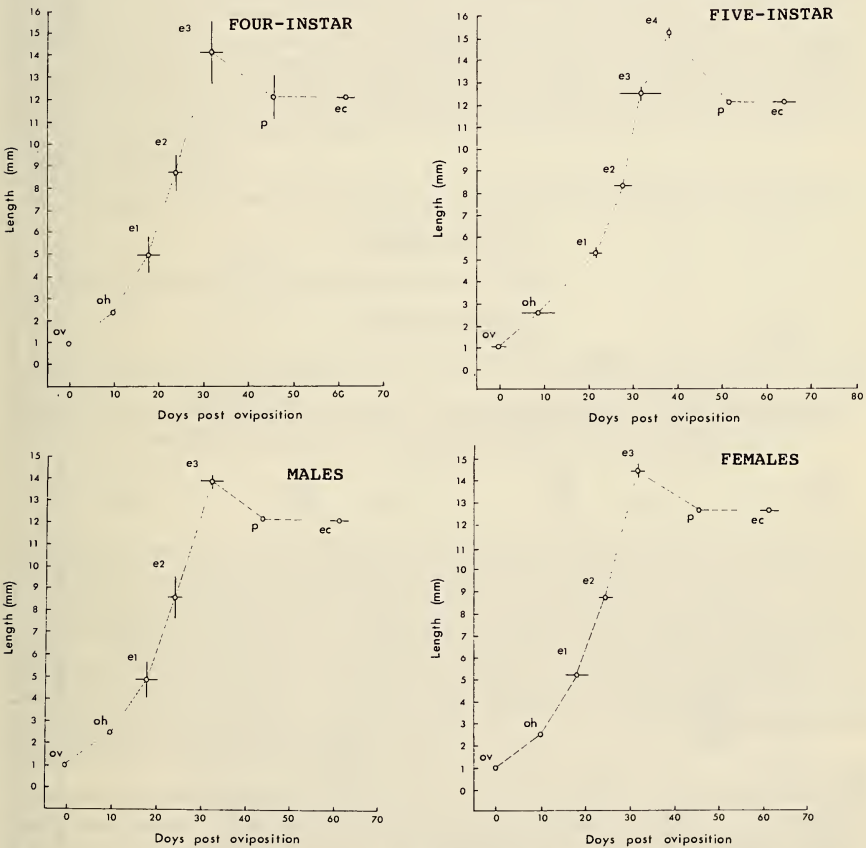 FOUR-INSTAR
16
15
14
13
12
11
10
9
8
7
6
5
4
3
2
1
0
Length (mm)
ov
oh
e1
e2
e3
p
ec
0 10 20 30 40 50 60 70
Days post oviposition
FIVE-INSTAR
16
15
14
13
12
11
10
9
8
7
6
5
4
3
2
1
0
Length (mm)
ov
oh
e1
e2
e3
e4
p
ec
0 10 20 30 40 50 60 70 80
Days post oviposition
MALES
15
14
13
12
11
10
9
8
7
6
5
4
3
2
1
0
Length (mm)
ov
oh
e1
e2
e3
p
ec
0 10 20 30 40 50 60 70
Days post oviposition
FEMALES
15
14
13
12
11
10
9
8
7
6
5
4
3
2
1
0
Length (mm)
ov
oh
e1
e2
e3
p
ec
0 10 20 30 40 50 60 70
Days post oviposition